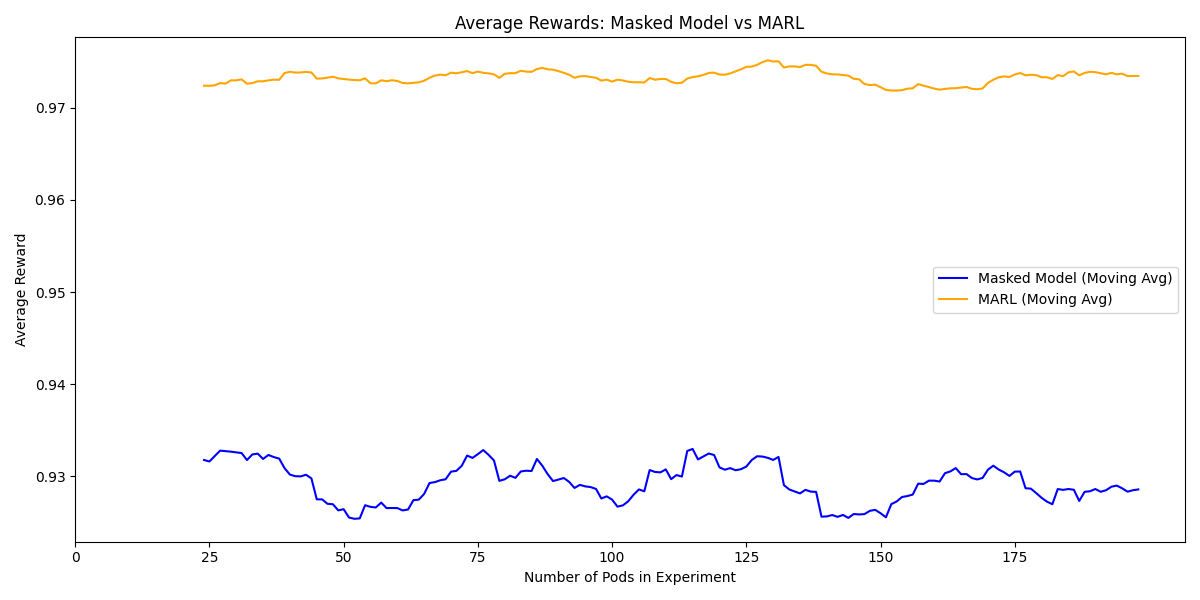 Average Rewards: Masked Model vs MARL
Average Reward
0.97
0.96
0.95
0.94
0.93
Masked Model (Moving Avg)
MARL (Moving Avg)
0
25
50
75
100
125
150
175
Number of Pods in Experiment